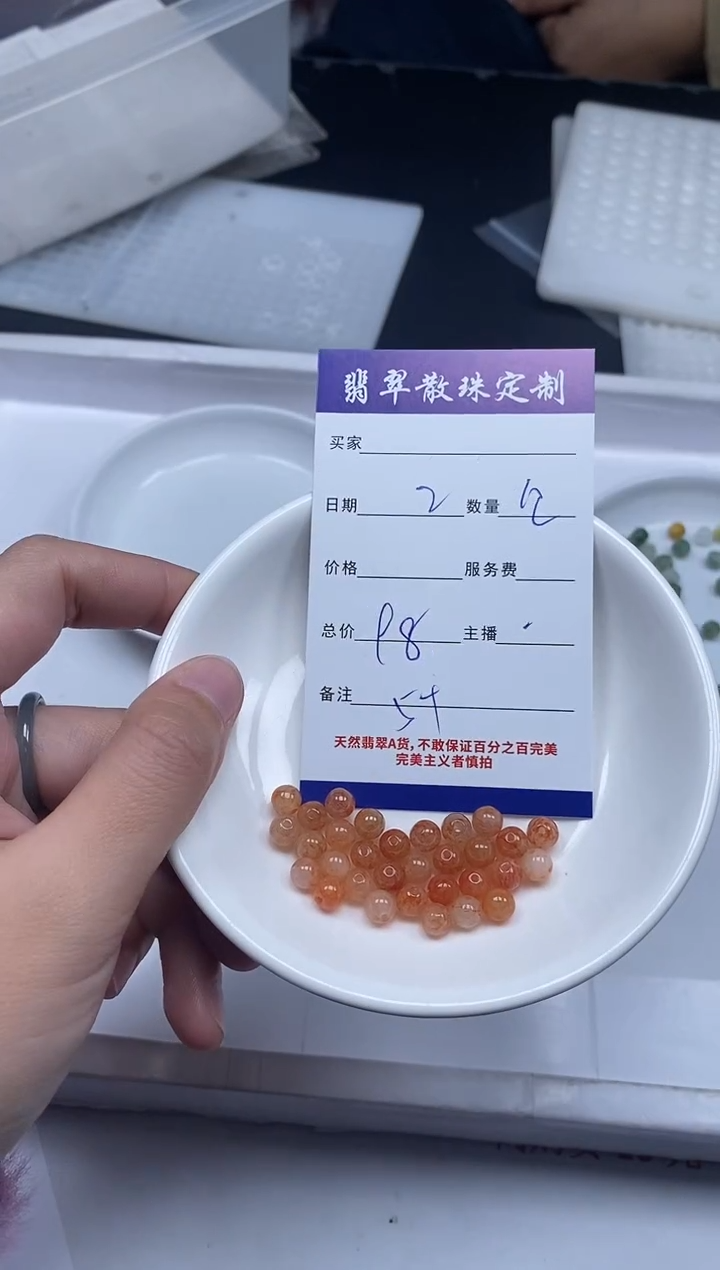 翡翠散珠定制
买家
日期 2 数量
价格 服务费
总价 98 主播
备注 54
天然翡翠A货，不敢保证百分之百完美
完美主义者慎拍